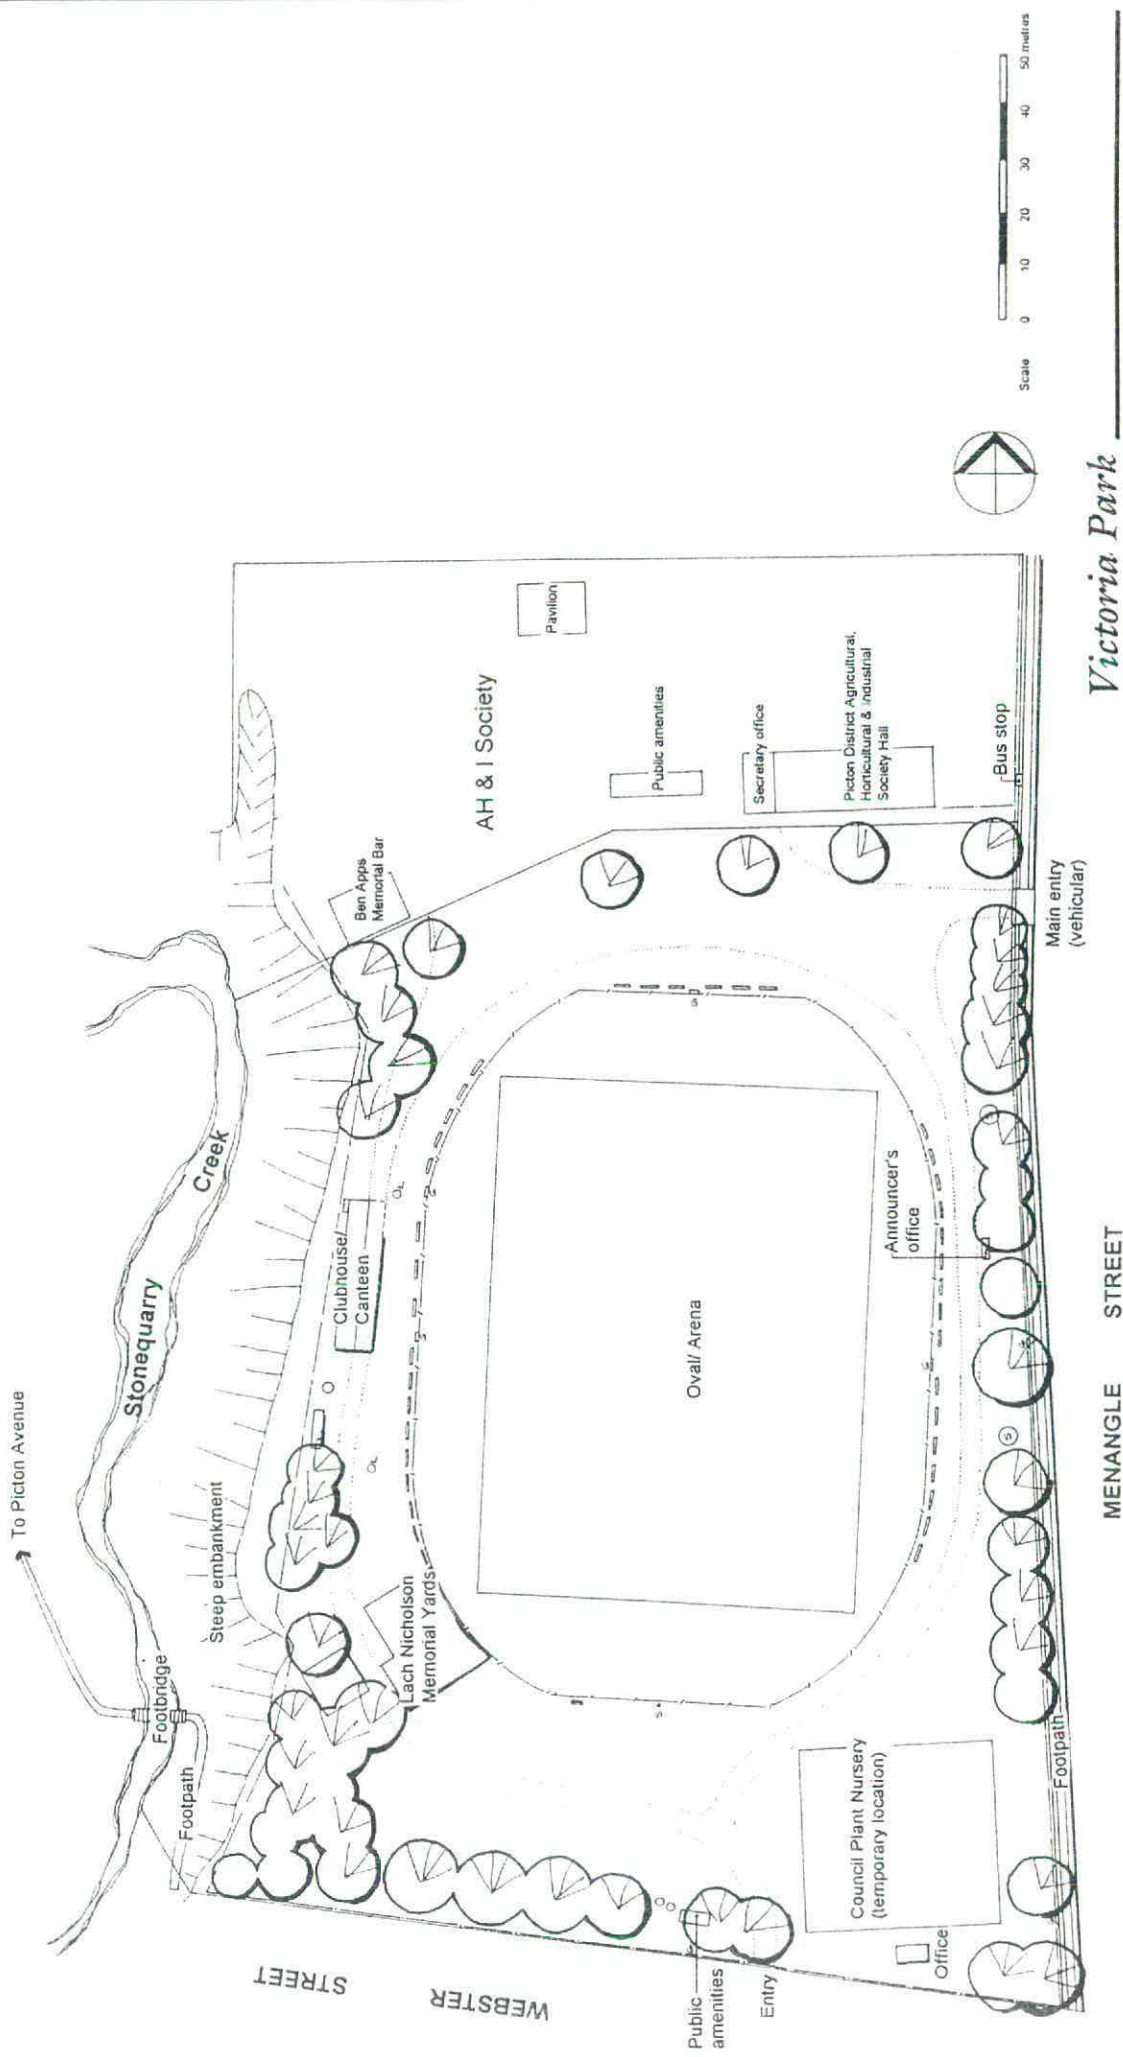 To Picton Avenue
Stonequarry
Creek
Footbridge
Footpath
Steep embankment
Clubhouse/
Canteen
Ben Apps
Memorial Bar
AH & I Society
Pavilion
Public amenities
Secretary office
Picton District Agricultural,
Horticultural & Industrial
Society Hall
Bus stop
Lach Nicholson
Memorial Yards
Oval/ Arena
Announcer's
office
Main entry
(vehicular)
WEBSTER STREET
Public
amenities
Entry
Council Plant Nursery
(temporary location)
Office
Footpath
MENANGLE STREET
Scale 0 10 20 30 40 50 metres
Victoria Park